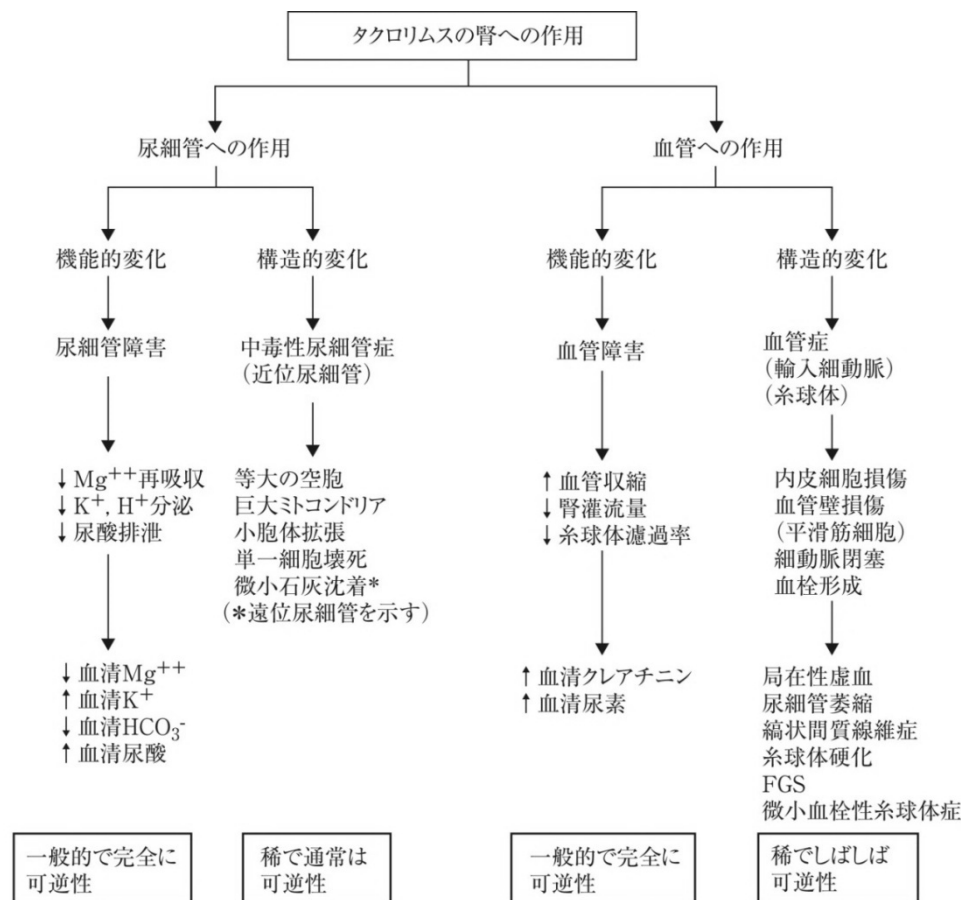 タクロリムスの腎への作用
尿細管への作用
血管への作用
機能的変化
構造的変化
機能的変化
構造的変化
尿細管障害
中毒性尿細管症
(近位尿細管)
血管障害
血管症
(輸入細動脈)
(糸球体)
↓Mg++再吸収
↓K+, H+分泌
↓尿酸排泄
等大の空胞
巨大ミトコンドリア
小胞体拡張
単一細胞壊死
微小石灰沈着*
(*遠位尿細管を示す)
↑血管収縮
↓腎灌流量
↓糸球体濾過率
内皮細胞損傷
血管壁損傷
(平滑筋細胞)
細動脈閉塞
血栓形成
↓血清Mg++
↑血清K+
↓血清HCO3-
↑血清尿酸
↑血清クレアチニン
↑血清尿素
局在性虚血
尿細管萎縮
縞状間質線維症
糸球体硬化
FGS
微小血栓性糸球体症
一般的で完全に
可逆性
稀で通常は
可逆性
一般的で完全に
可逆性
稀でしばしば
可逆性